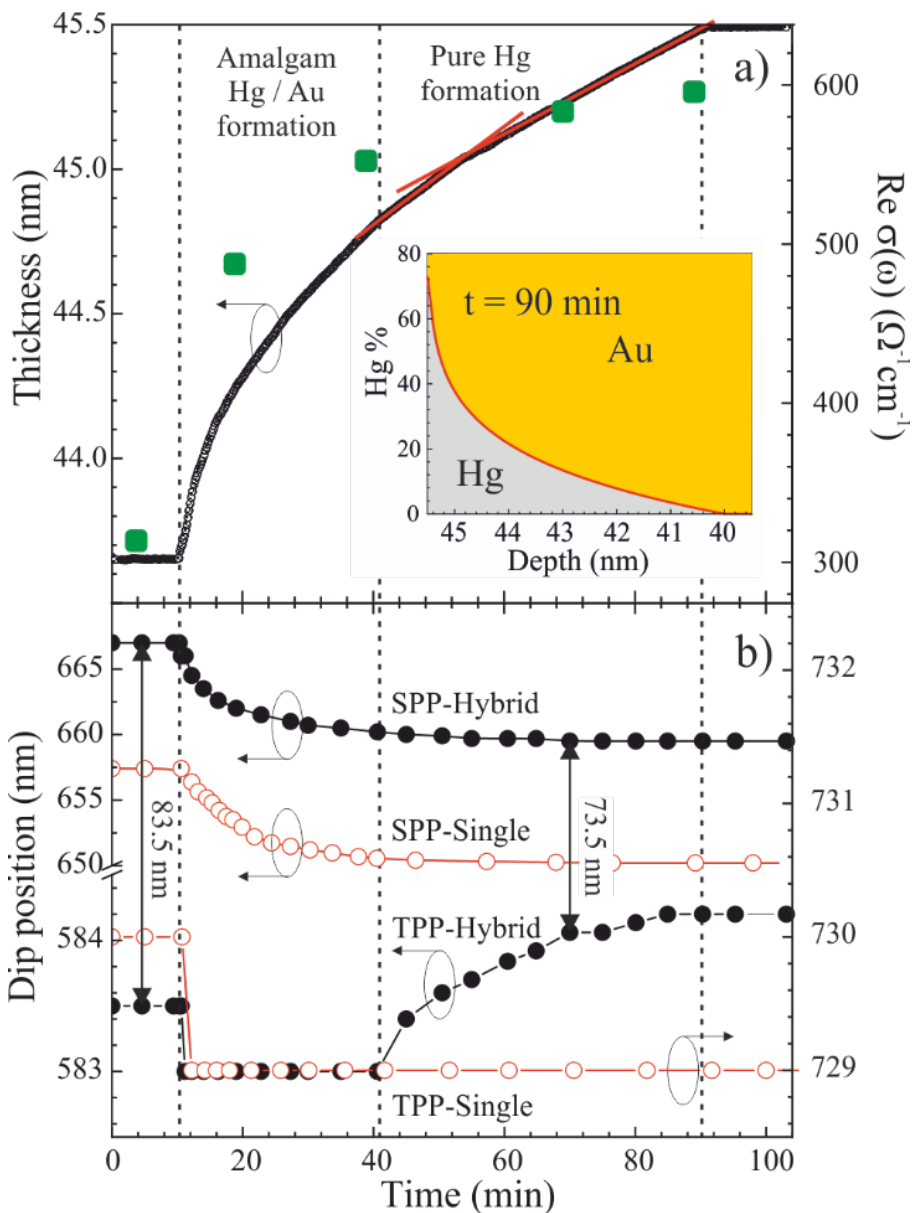 a)
45.5
45.0
44.5
44.0
Thickness (nm)
Amalgam
Hg / Au
formation
Pure Hg
formation
600
500
400
300
Re σ(ω) (Ω⁻¹cm⁻¹)
80
60
40
20
0
Hg %
t = 90 min
Au
Hg
45 44 43 42 41 40
Depth (nm)
b)
665
660
655
650
584
583
Dip position (nm)
732
731
730
729
SPP-Hybrid
83.5 nm
SPP-Single
73.5 nm
TPP-Hybrid
TPP-Single
0 20 40 60 80 100
Time (min)